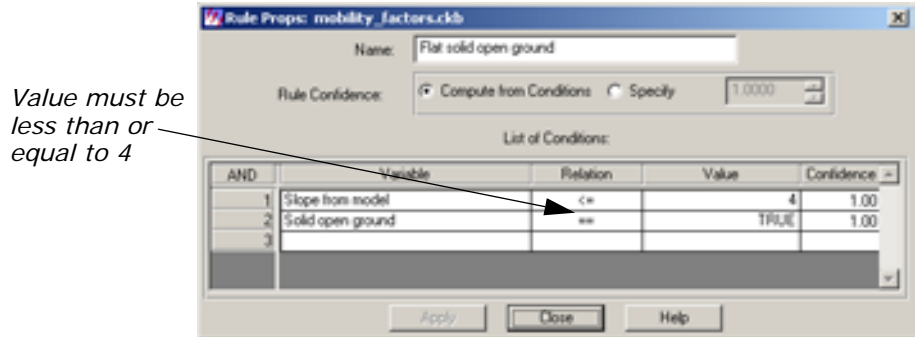 Rule Props: mobility_factors.ckb
Name: Flat solid open ground
Value must be
less than or
equal to 4
Rule Confidence: Compute from Conditions Specify 1.0000
List of Conditions:
AND Variable Relation Value Confidence
1 Slope from model <= 4 1.00
2 Solid open ground == TRUE 1.00
3
Apply Close Help